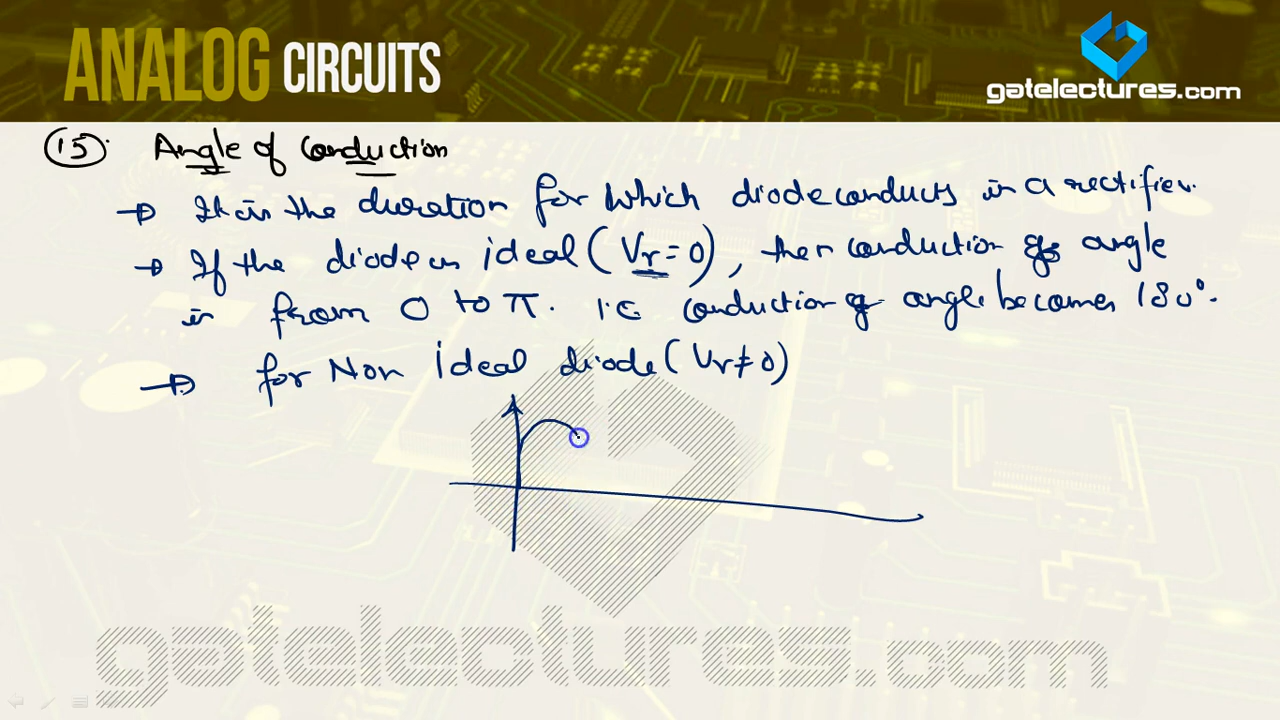 ANALOG CIRCUITS
gatelectures.com
(15). Angle of Conduction
→ It is the duration for which diode conducts in a rectifier.
→ If the diode is ideal (Vr = 0), then conduction angle
is from 0 to π. i.e conduction angle becomes 180°.
→ for Non ideal diode (Vr ≠ 0)
gatelectures.com